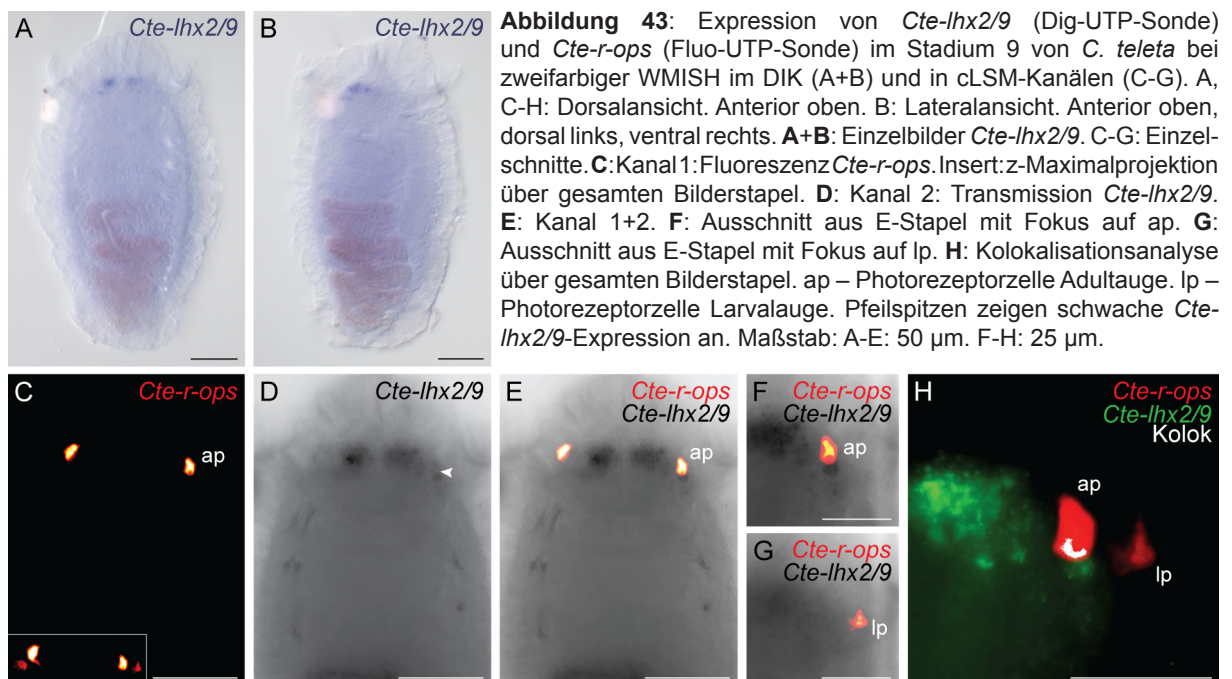 A
Cte-lhx2/9
B
Cte-lhx2/9
Abbildung 43: Expression von Cte-lhx2/9 (Dig-UTP-Sonde)
und Cte-r-ops (Fluo-UTP-Sonde) im Stadium 9 von C. teleta bei
zweifarbiger WMISH im DIK (A+B) und in cLSM-Kanälen (C-G). A,
C-H: Dorsalansicht. Anterior oben. B: Lateralansicht. Anterior oben,
dorsal links, ventral rechts. A+B: Einzelbilder Cte-lhx2/9. C-G: Einzel-
schnitte. C: Kanal 1: Fluoreszenz Cte-r-ops. Insert: z-Maximalprojektion
über gesamten Bilderstapel. D: Kanal 2: Transmission Cte-lhx2/9.
E: Kanal 1+2. F: Ausschnitt aus E-Stapel mit Fokus auf ap. G:
Ausschnitt aus E-Stapel mit Fokus auf lp. H: Kolokalisationsanalyse
über gesamten Bilderstapel. ap – Photorezeptorzelle Adultauge. lp –
Photorezeptorzelle Larvalauge. Pfeilspitzen zeigen schwache Cte-
lhx2/9-Expression an. Maßstab: A-E: 50 µm. F-H: 25 µm.
C
Cte-r-ops
ap
D
Cte-lhx2/9
E
Cte-r-ops
Cte-lhx2/9
ap
F
Cte-r-ops
Cte-lhx2/9
ap
G
Cte-r-ops
Cte-lhx2/9
lp
H
Cte-r-ops
Cte-lhx2/9
Kolok
ap
lp